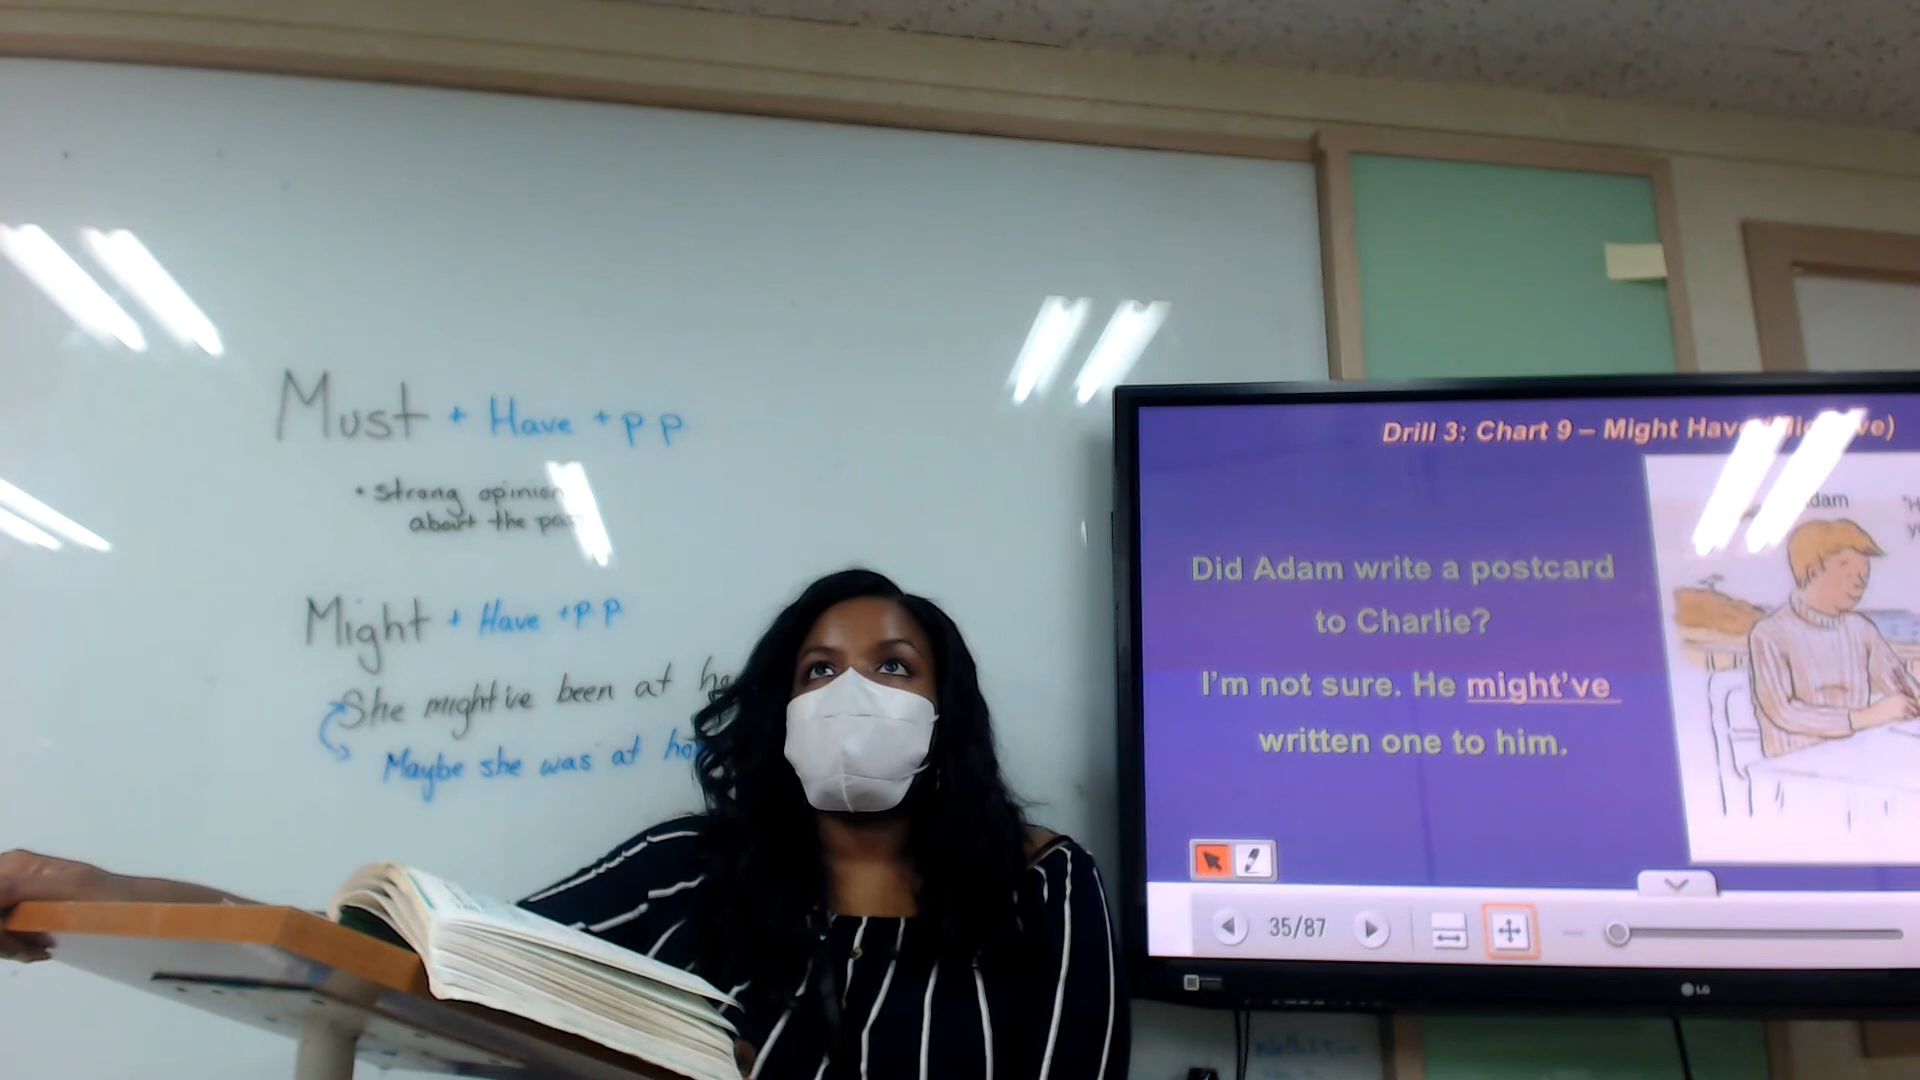 Must + Have + p p
• strong opinion
about the
Might + Have + p p
She might've been at
Maybe she was at
Drill 3: Chart 9 – Might Have
Did Adam write a postcard
to Charlie?
I'm not sure. He might've
written one to him.
35/87
LG